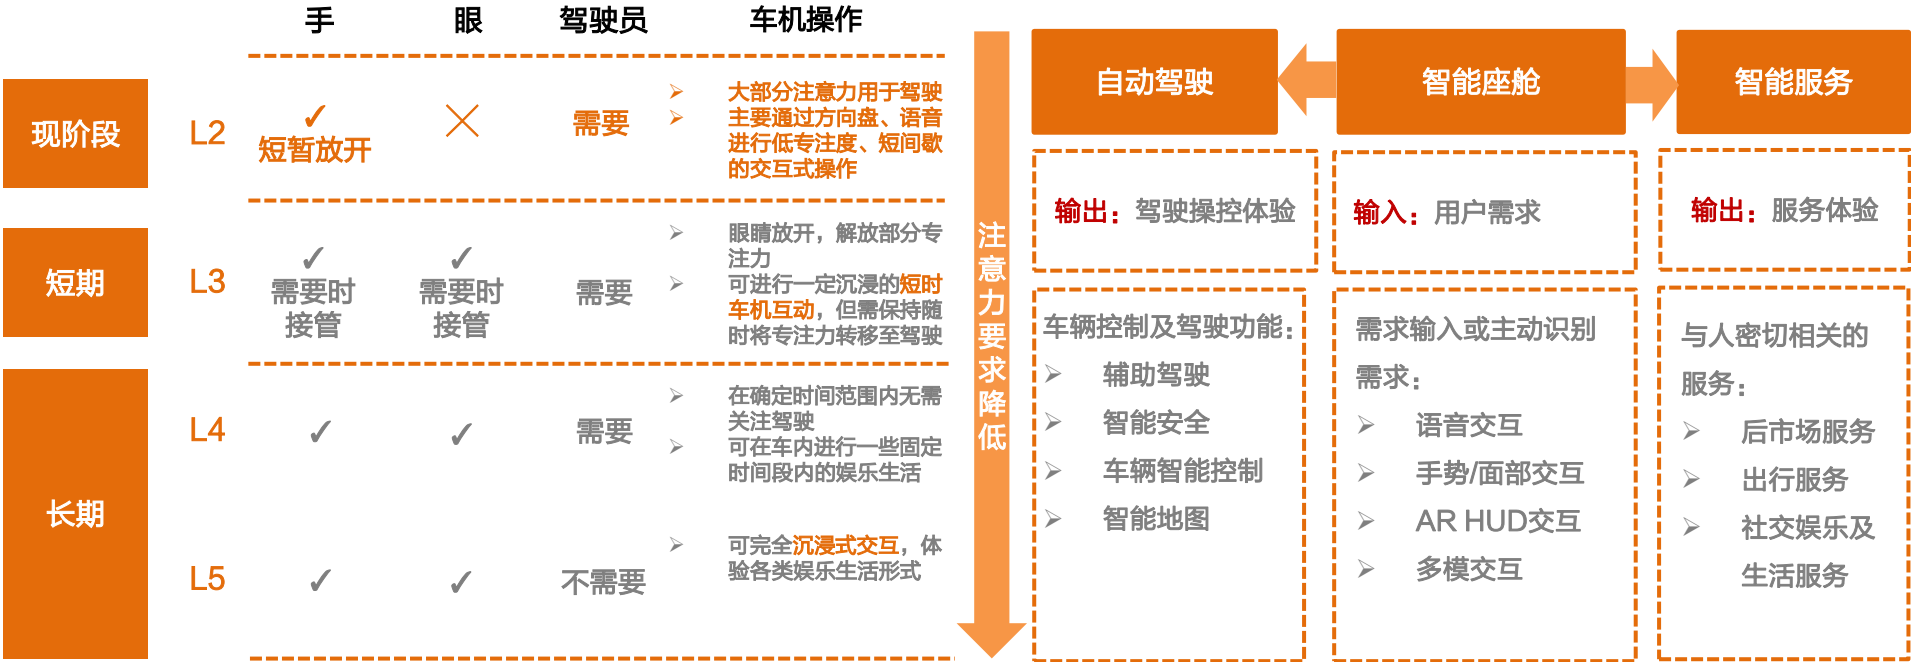 手 眼 驾驶员 车机操作
现阶段
L2
✓
短暂放开
需要
大部分注意力用于驾驶
主要通过方向盘、语音
进行低专注度、短间歇
的交互式操作
短期
L3
✓
需要时
接管
✓
需要时
接管
需要
眼睛放开，解放部分专
注力
可进行一定沉浸的短时
车机互动，但需保持随
时将专注力转移至驾驶
长期
L4
✓
✓
需要
在确定时间范围内无需
关注驾驶
可在车内进行一些固定
时间段内的娱乐生活
L5
✓
✓
不需要
可完全沉浸式交互，体
验各类娱乐生活形式
注
意
力
要
求
降
低
自动驾驶
输出：驾驶操控体验
车辆控制及驾驶功能：
辅助驾驶
智能安全
车辆智能控制
智能地图
智能座舱
输入：用户需求
需求输入或主动识别
需求：
语音交互
手势/面部交互
AR HUD交互
多模交互
智能服务
输出：服务体验
与人密切相关的
服务：
后市场服务
出行服务
社交娱乐及
生活服务